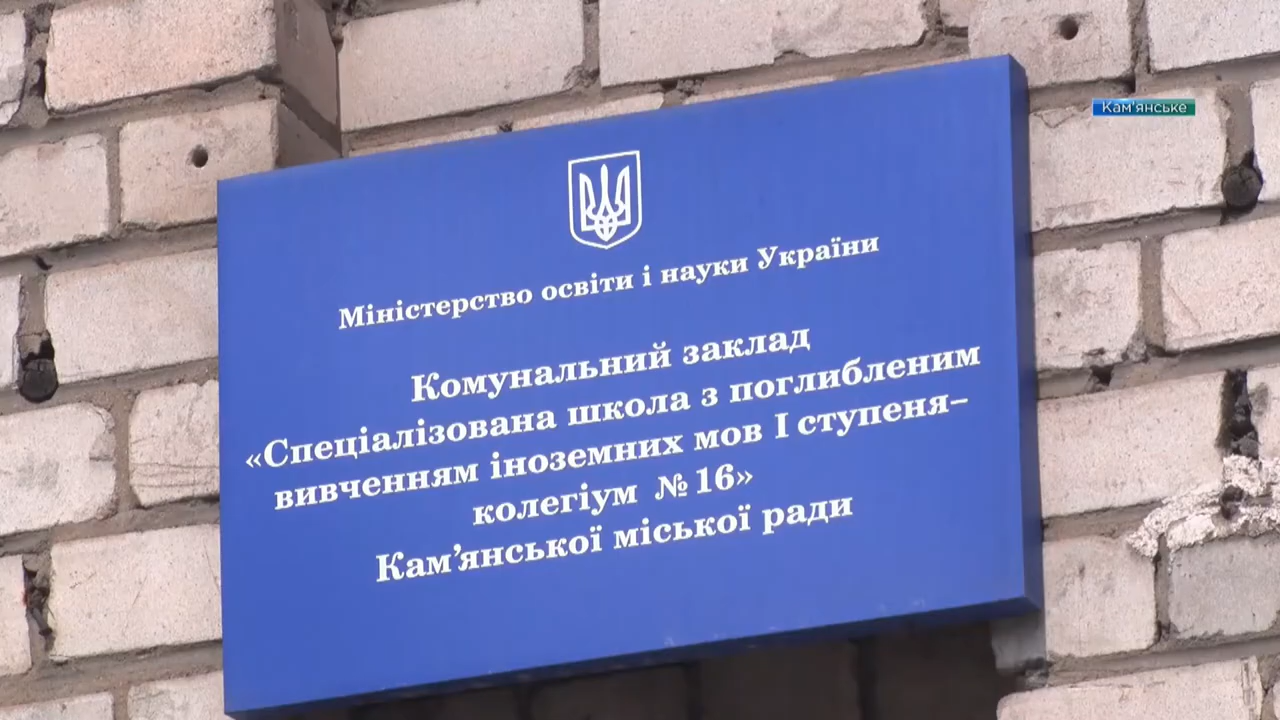 Кам'янське
Міністерство освіти і науки України
Комунальний заклад
«Спеціалізована школа з поглибленим
вивченням іноземних мов І ступеня–
колегіум №16»
Кам’янської міської ради